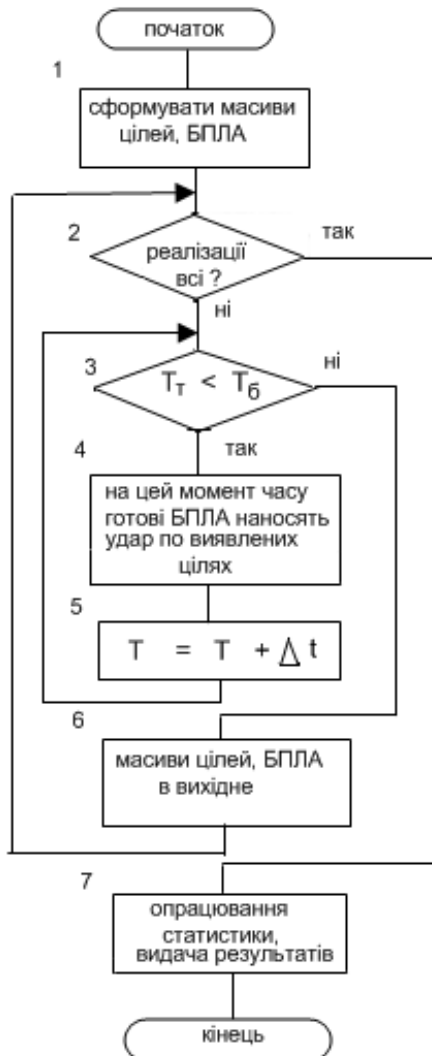 початок
1
сформувати масиви
цілей, БПЛА
2
так
реалізації
всі ?
ні
3
ні
Tт < Tб
4
так
на цей момент часу
готові БПЛА наносять
удар по виявлених
цілях
5
T = T + Δ t
6
масиви цілей, БПЛА
в вихідне
7
опрацювання
статистики,
видача результатів
кінець